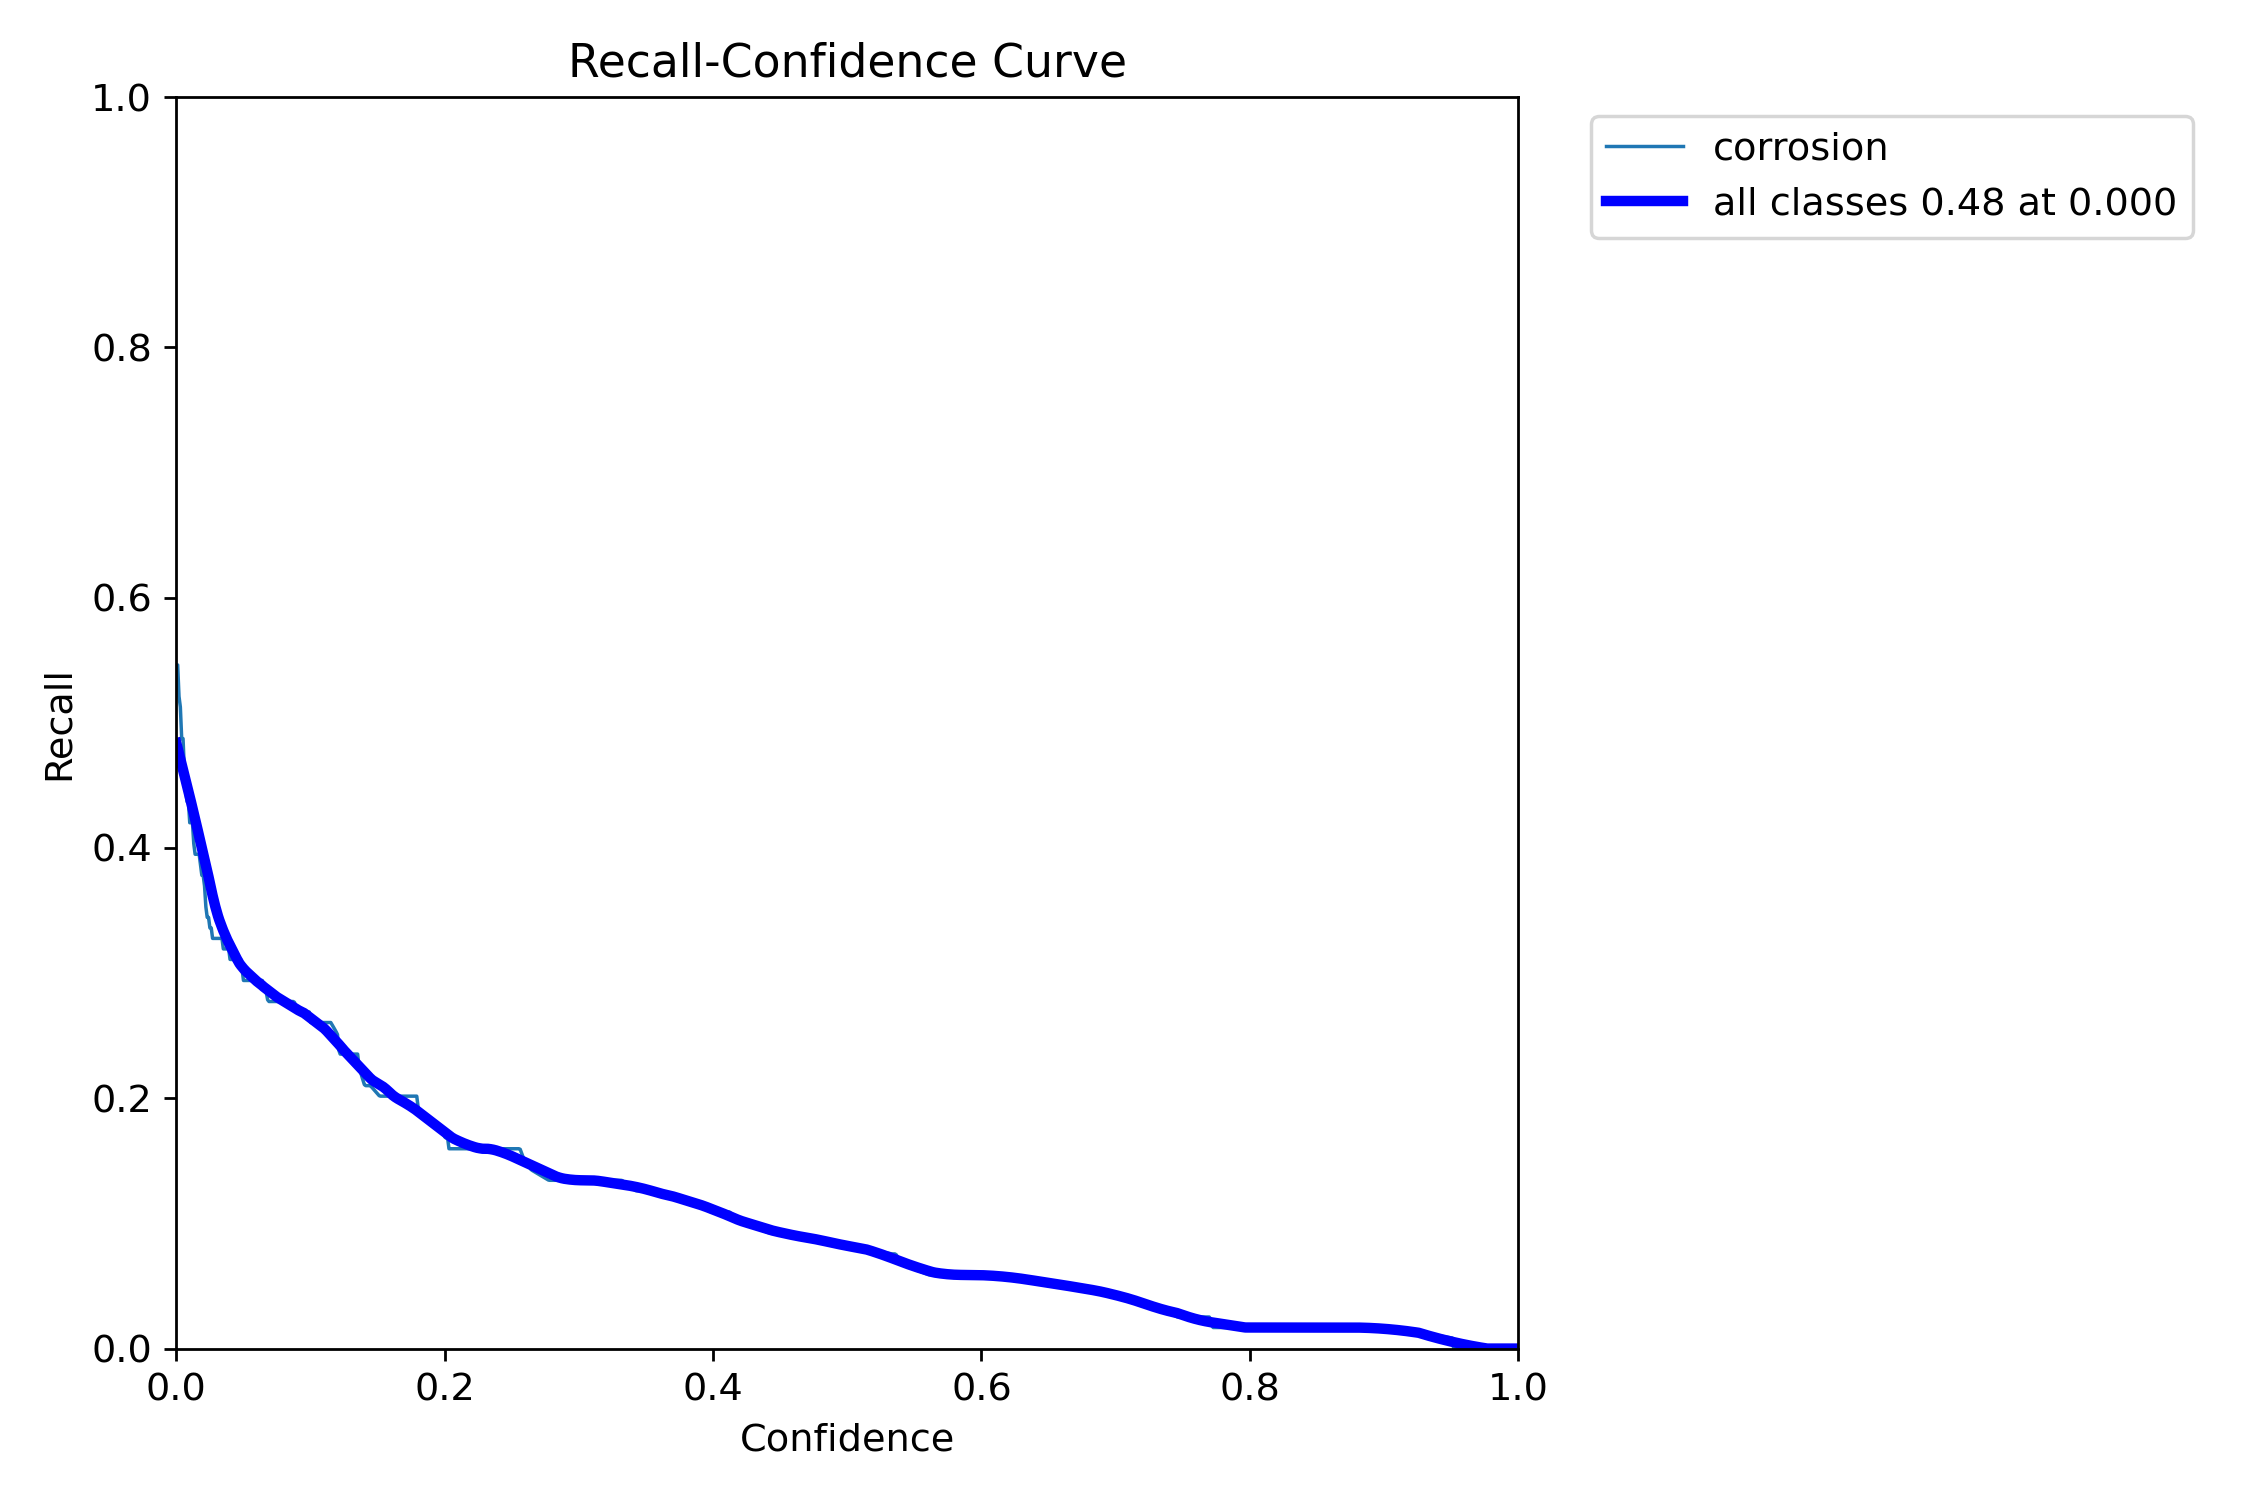 Recall-Confidence Curve
1.0
0.8
0.6
0.4
0.2
0.0
Recall
0.0 0.2 0.4 0.6 0.8 1.0
Confidence
corrosion
all classes 0.48 at 0.000